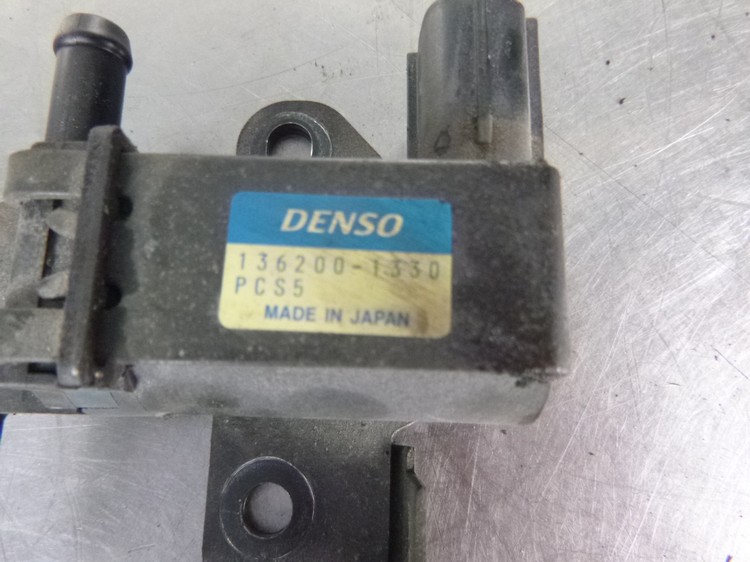 DENSO
136200-1330
PCS5
MADE IN JAPAN